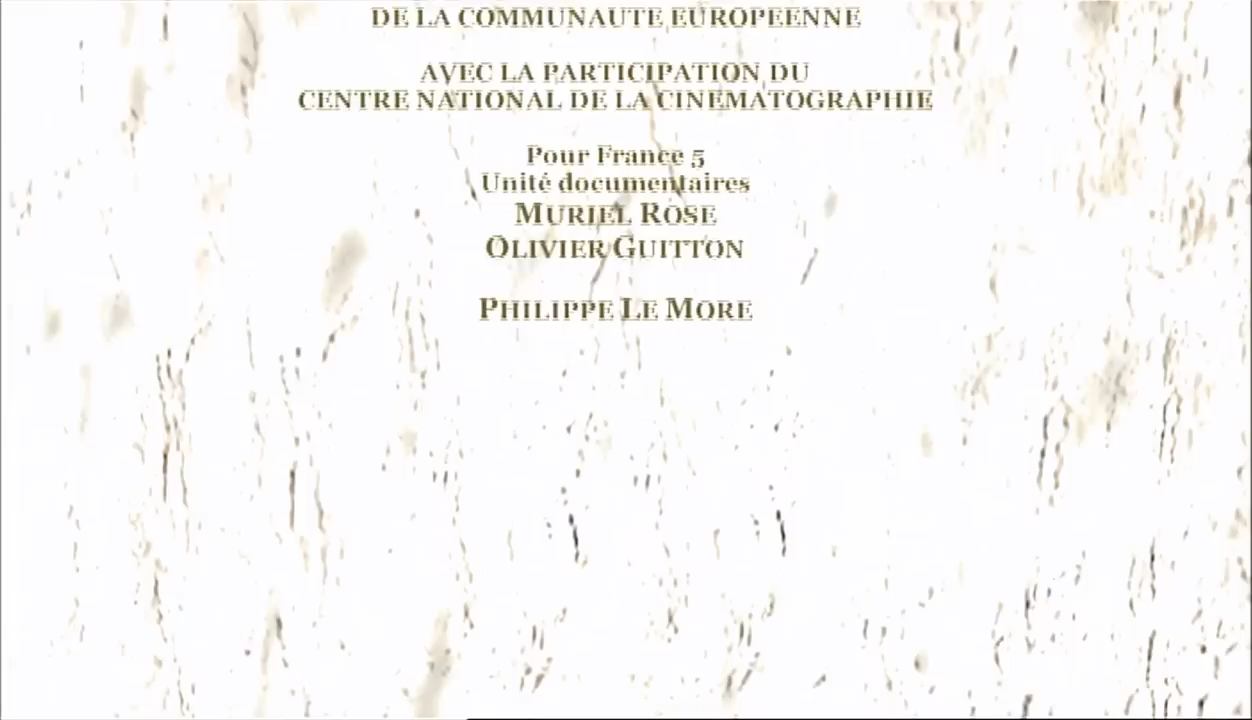 DE LA COMMUNAUTE EUROPEENNE
AVEC LA PARTICIPATION DU
CENTRE NATIONAL DE LA CINEMATOGRAPHIE
Pour France 5
Unité documentaires
MURIEL ROSE
OLIVIER GUITTON
PHILIPPE LE MORE